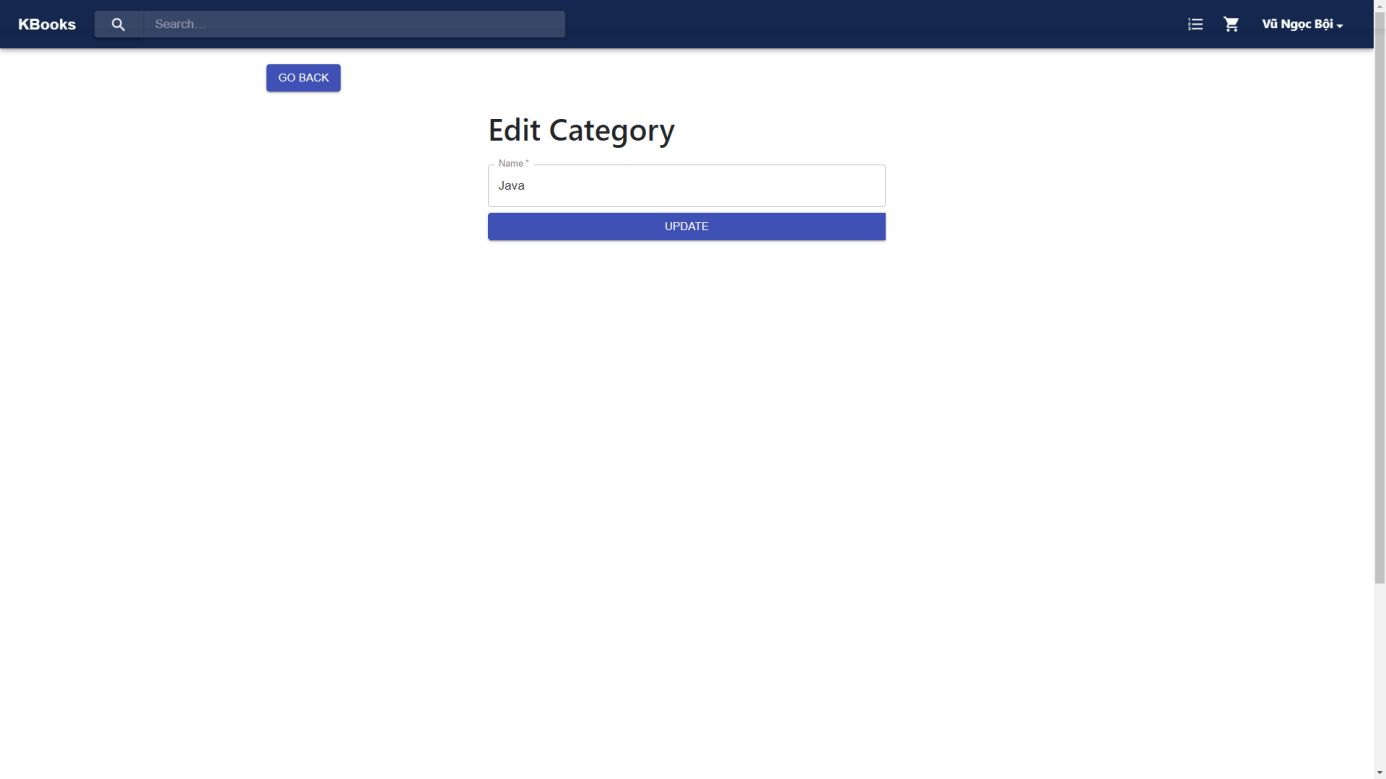 KBooks
Search...
Vũ Ngọc Bội
GO BACK
Edit Category
Name *
Java
UPDATE